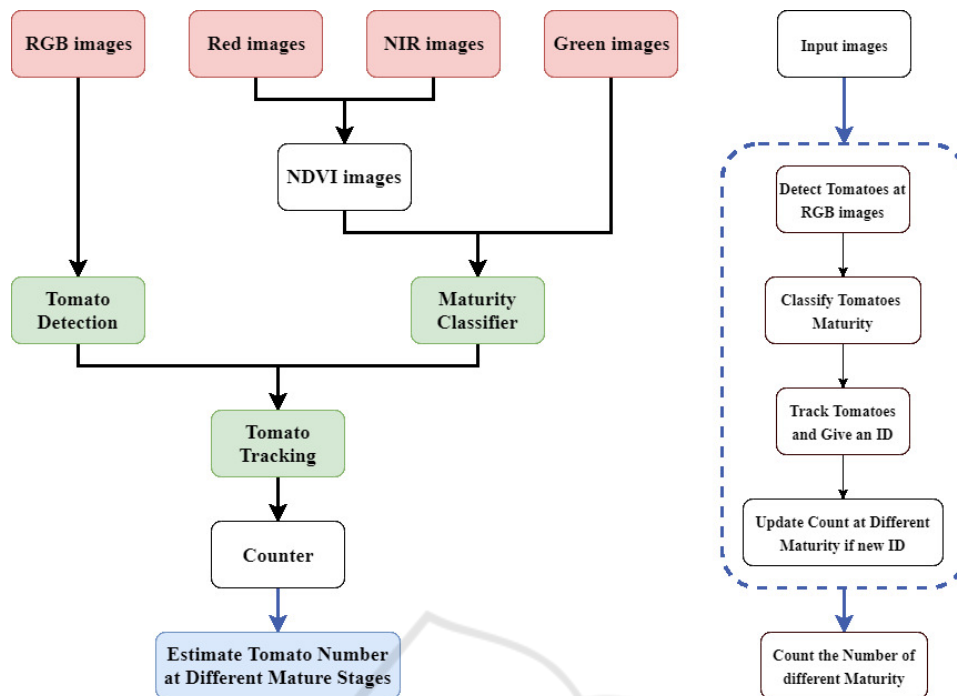 RGB images
Red images
NIR images
Green images
NDVI images
Tomato
Detection
Maturity
Classifier
Tomato
Tracking
Counter
Estimate Tomato Number
at Different Mature Stages
Input images
Detect Tomatoes at
RGB images
Classify Tomatoes
Maturity
Track Tomatoes
and Give an ID
Update Count at Different
Maturity if new ID
Count the Number of
different Maturity